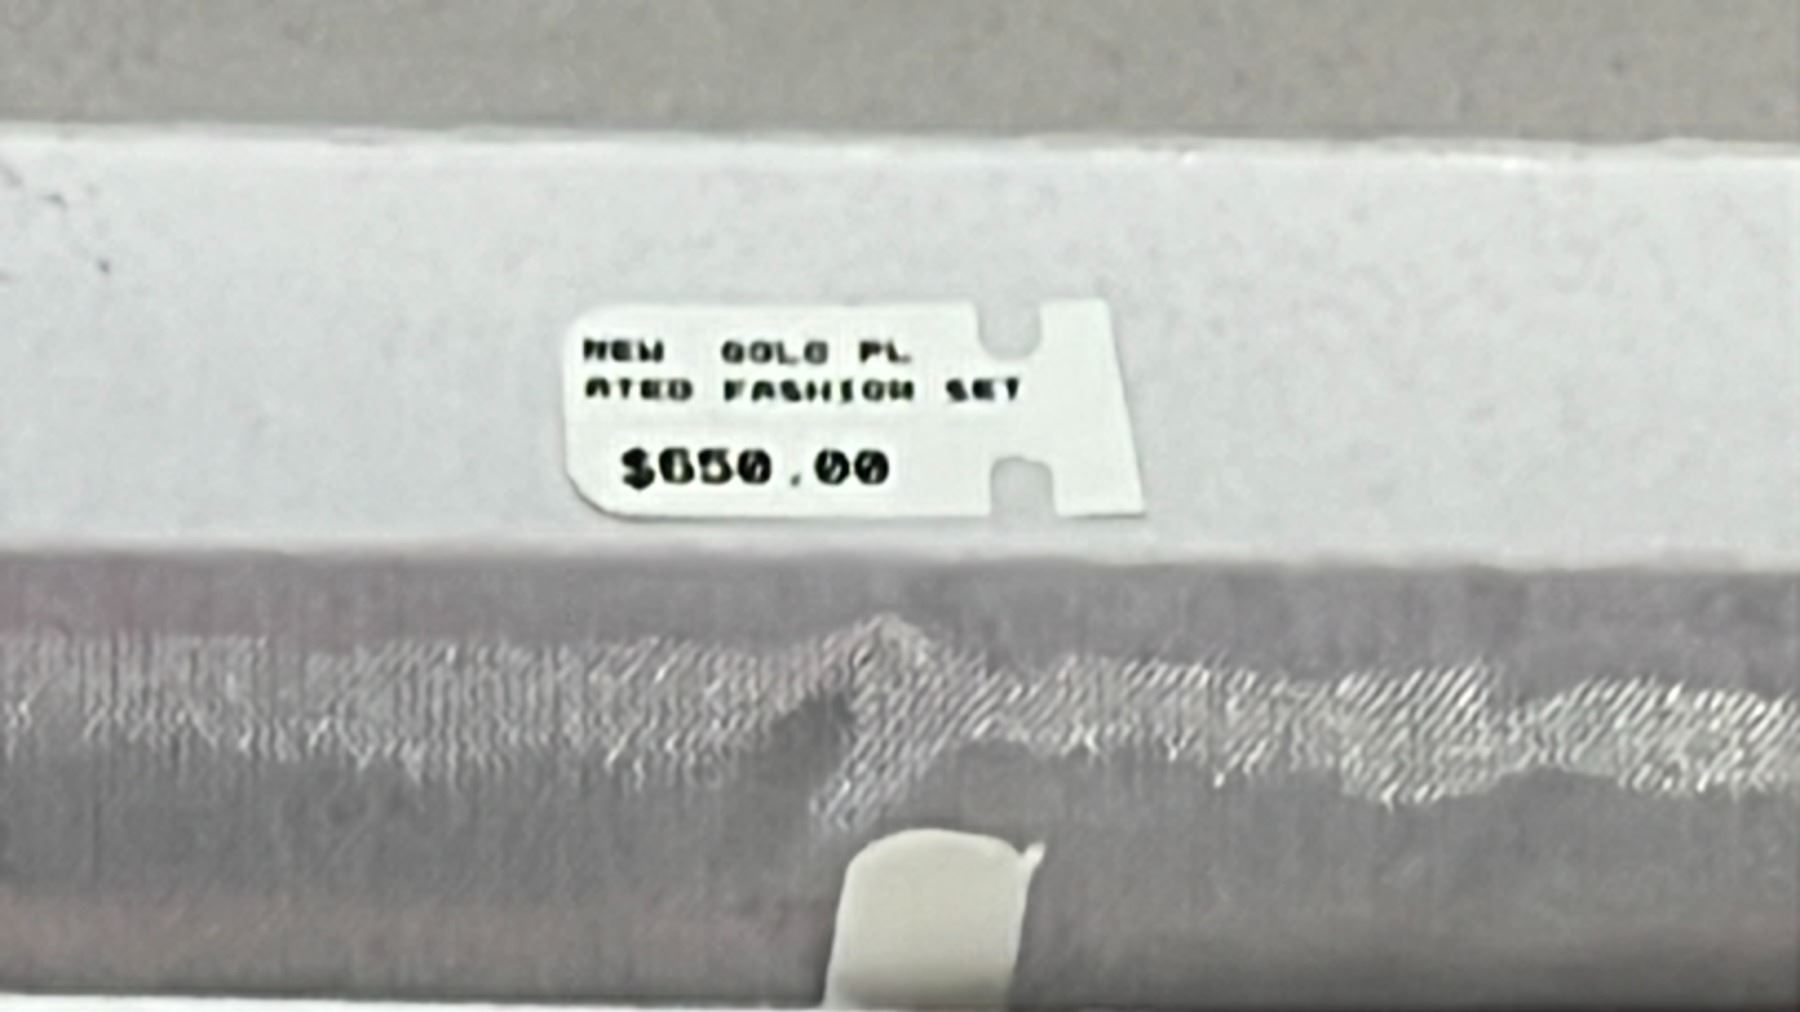 NEW GOLD PL
ATED FASHION SET
$650.00